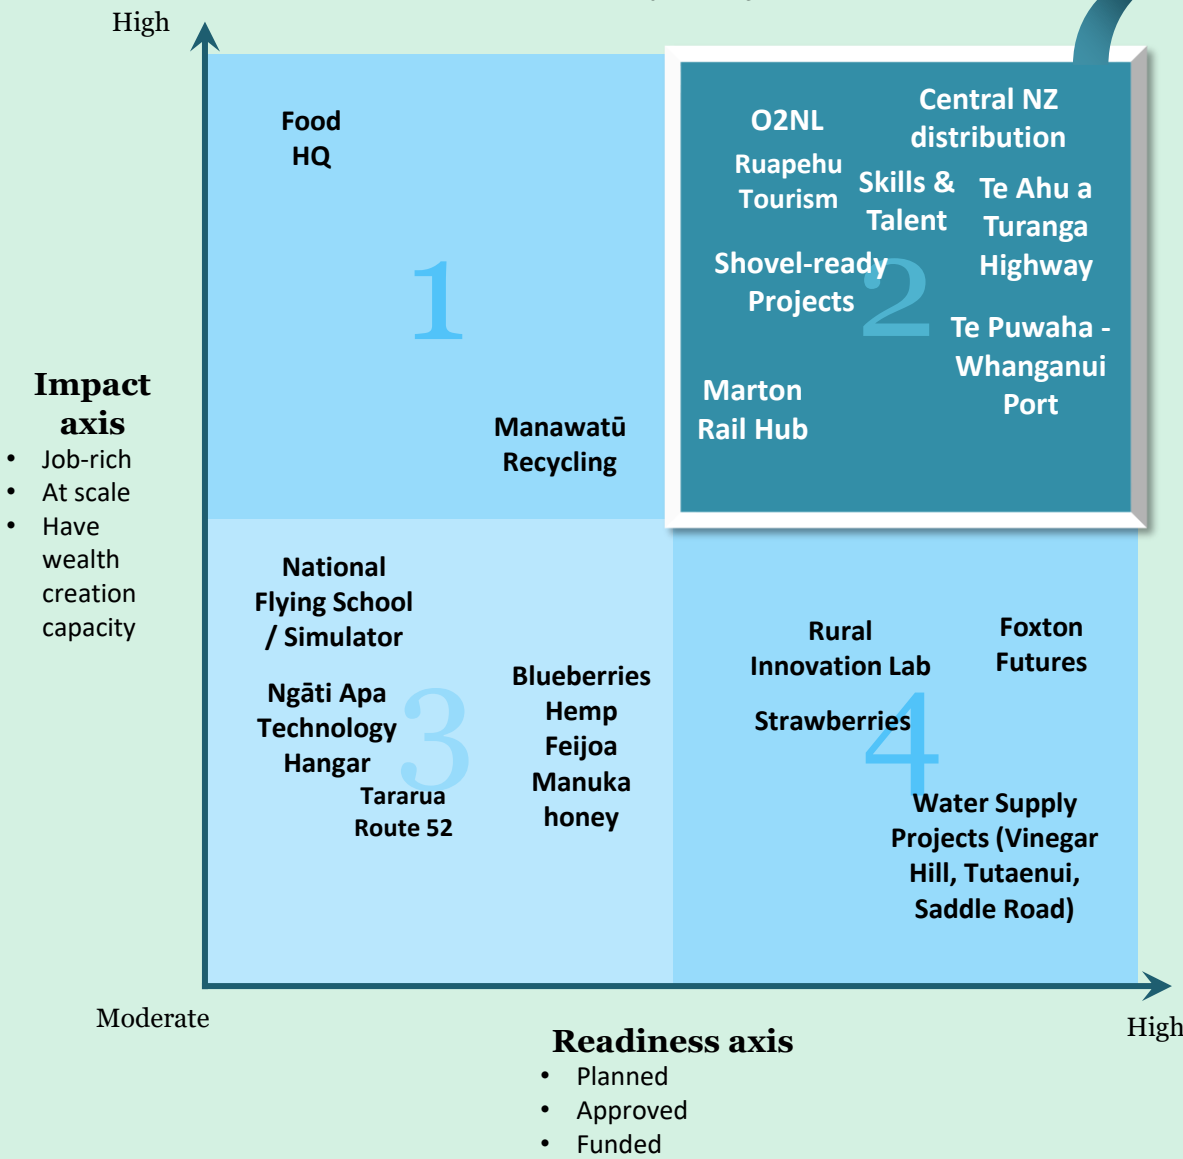 High
Food
HQ
1
Manawatū
Recycling
O2NL
Central NZ
distribution
Ruapehu
Tourism
Skills &
Talent
Te Ahu a
Turanga
Highway
Shovel-ready
Projects
2
Te Puwaha -
Whanganui
Port
Marton
Rail Hub
Impact
axis
• Job-rich
• At scale
• Have
wealth
creation
capacity
National
Flying School
/ Simulator
Ngāti Apa
Technology
Hangar
3
Tararua
Route 52
Blueberries
Hemp
Feijoa
Manuka
honey
Rural
Innovation Lab
Foxton
Futures
Strawberries
4
Water Supply
Projects (Vinegar
Hill, Tutaenui,
Saddle Road)
Moderate
High
Readiness axis
• Planned
• Approved
• Funded